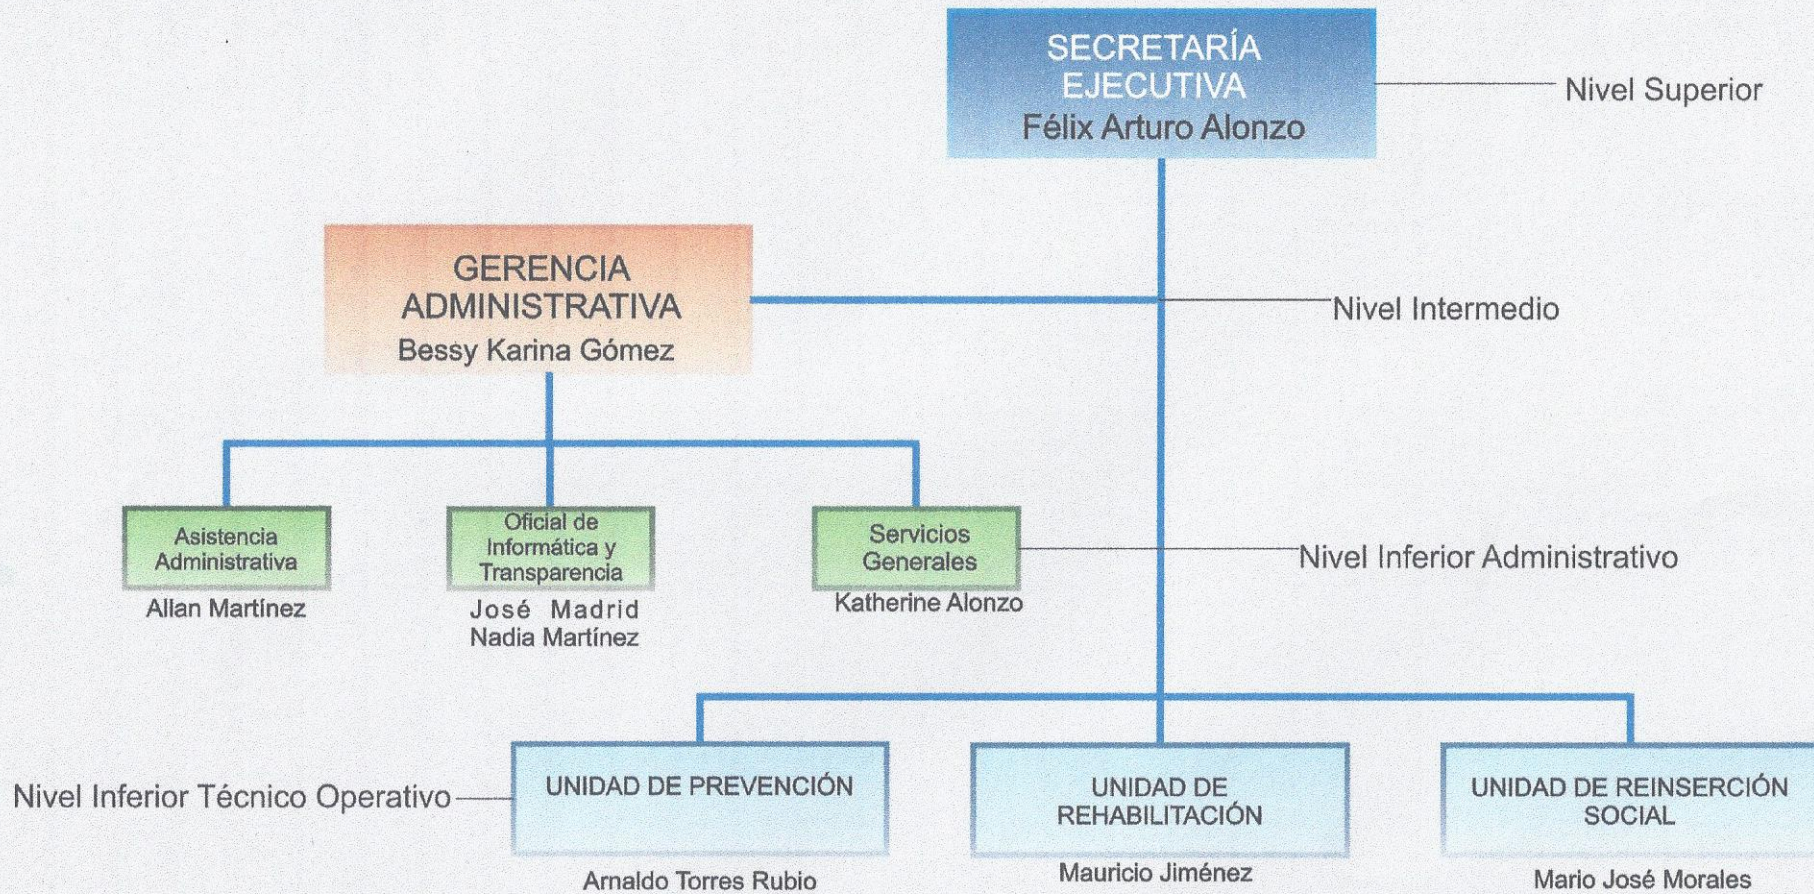 SECRETARÍA
EJECUTIVA
Félix Arturo Alonzo
Nivel Superior
GERENCIA
ADMINISTRATIVA
Bessy Karina Gómez
Nivel Intermedio
Asistencia
Administrativa
Allan Martínez
Oficial de
Informática y
Transparencia
José Madrid
Nadia Martínez
Servicios
Generales
Katherine Alonzo
Nivel Inferior Administrativo
Nivel Inferior Técnico Operativo
UNIDAD DE PREVENCIÓN
Arnaldo Torres Rubio
UNIDAD DE
REHABILITACIÓN
Mauricio Jiménez
UNIDAD DE REINSERCIÓN
SOCIAL
Mario José Morales